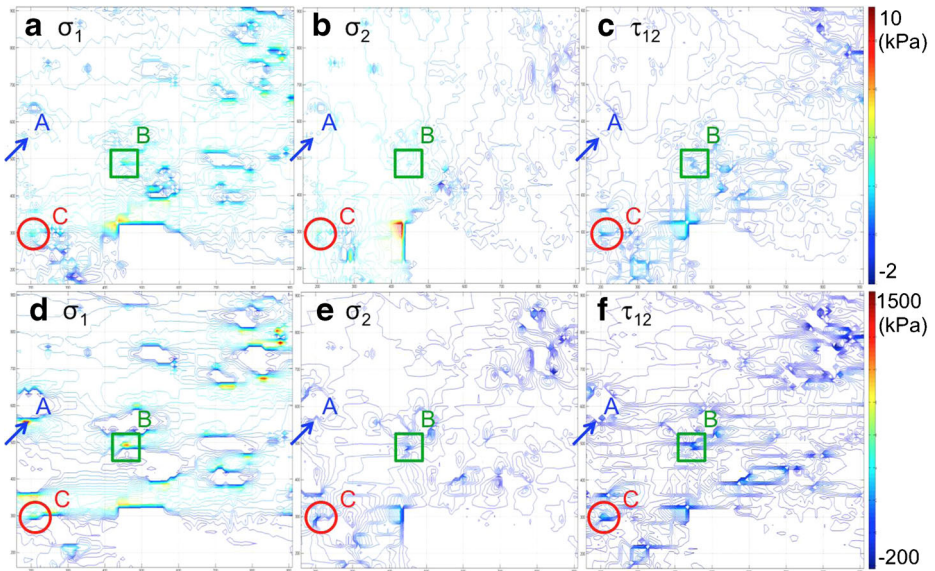 a σ1 b σ2 c τ12 10
(kPa)
A A A
B B B
C C C
-2
d σ1 e σ2 f τ12 1500
(kPa)
A A A
B B B
C C C
-200